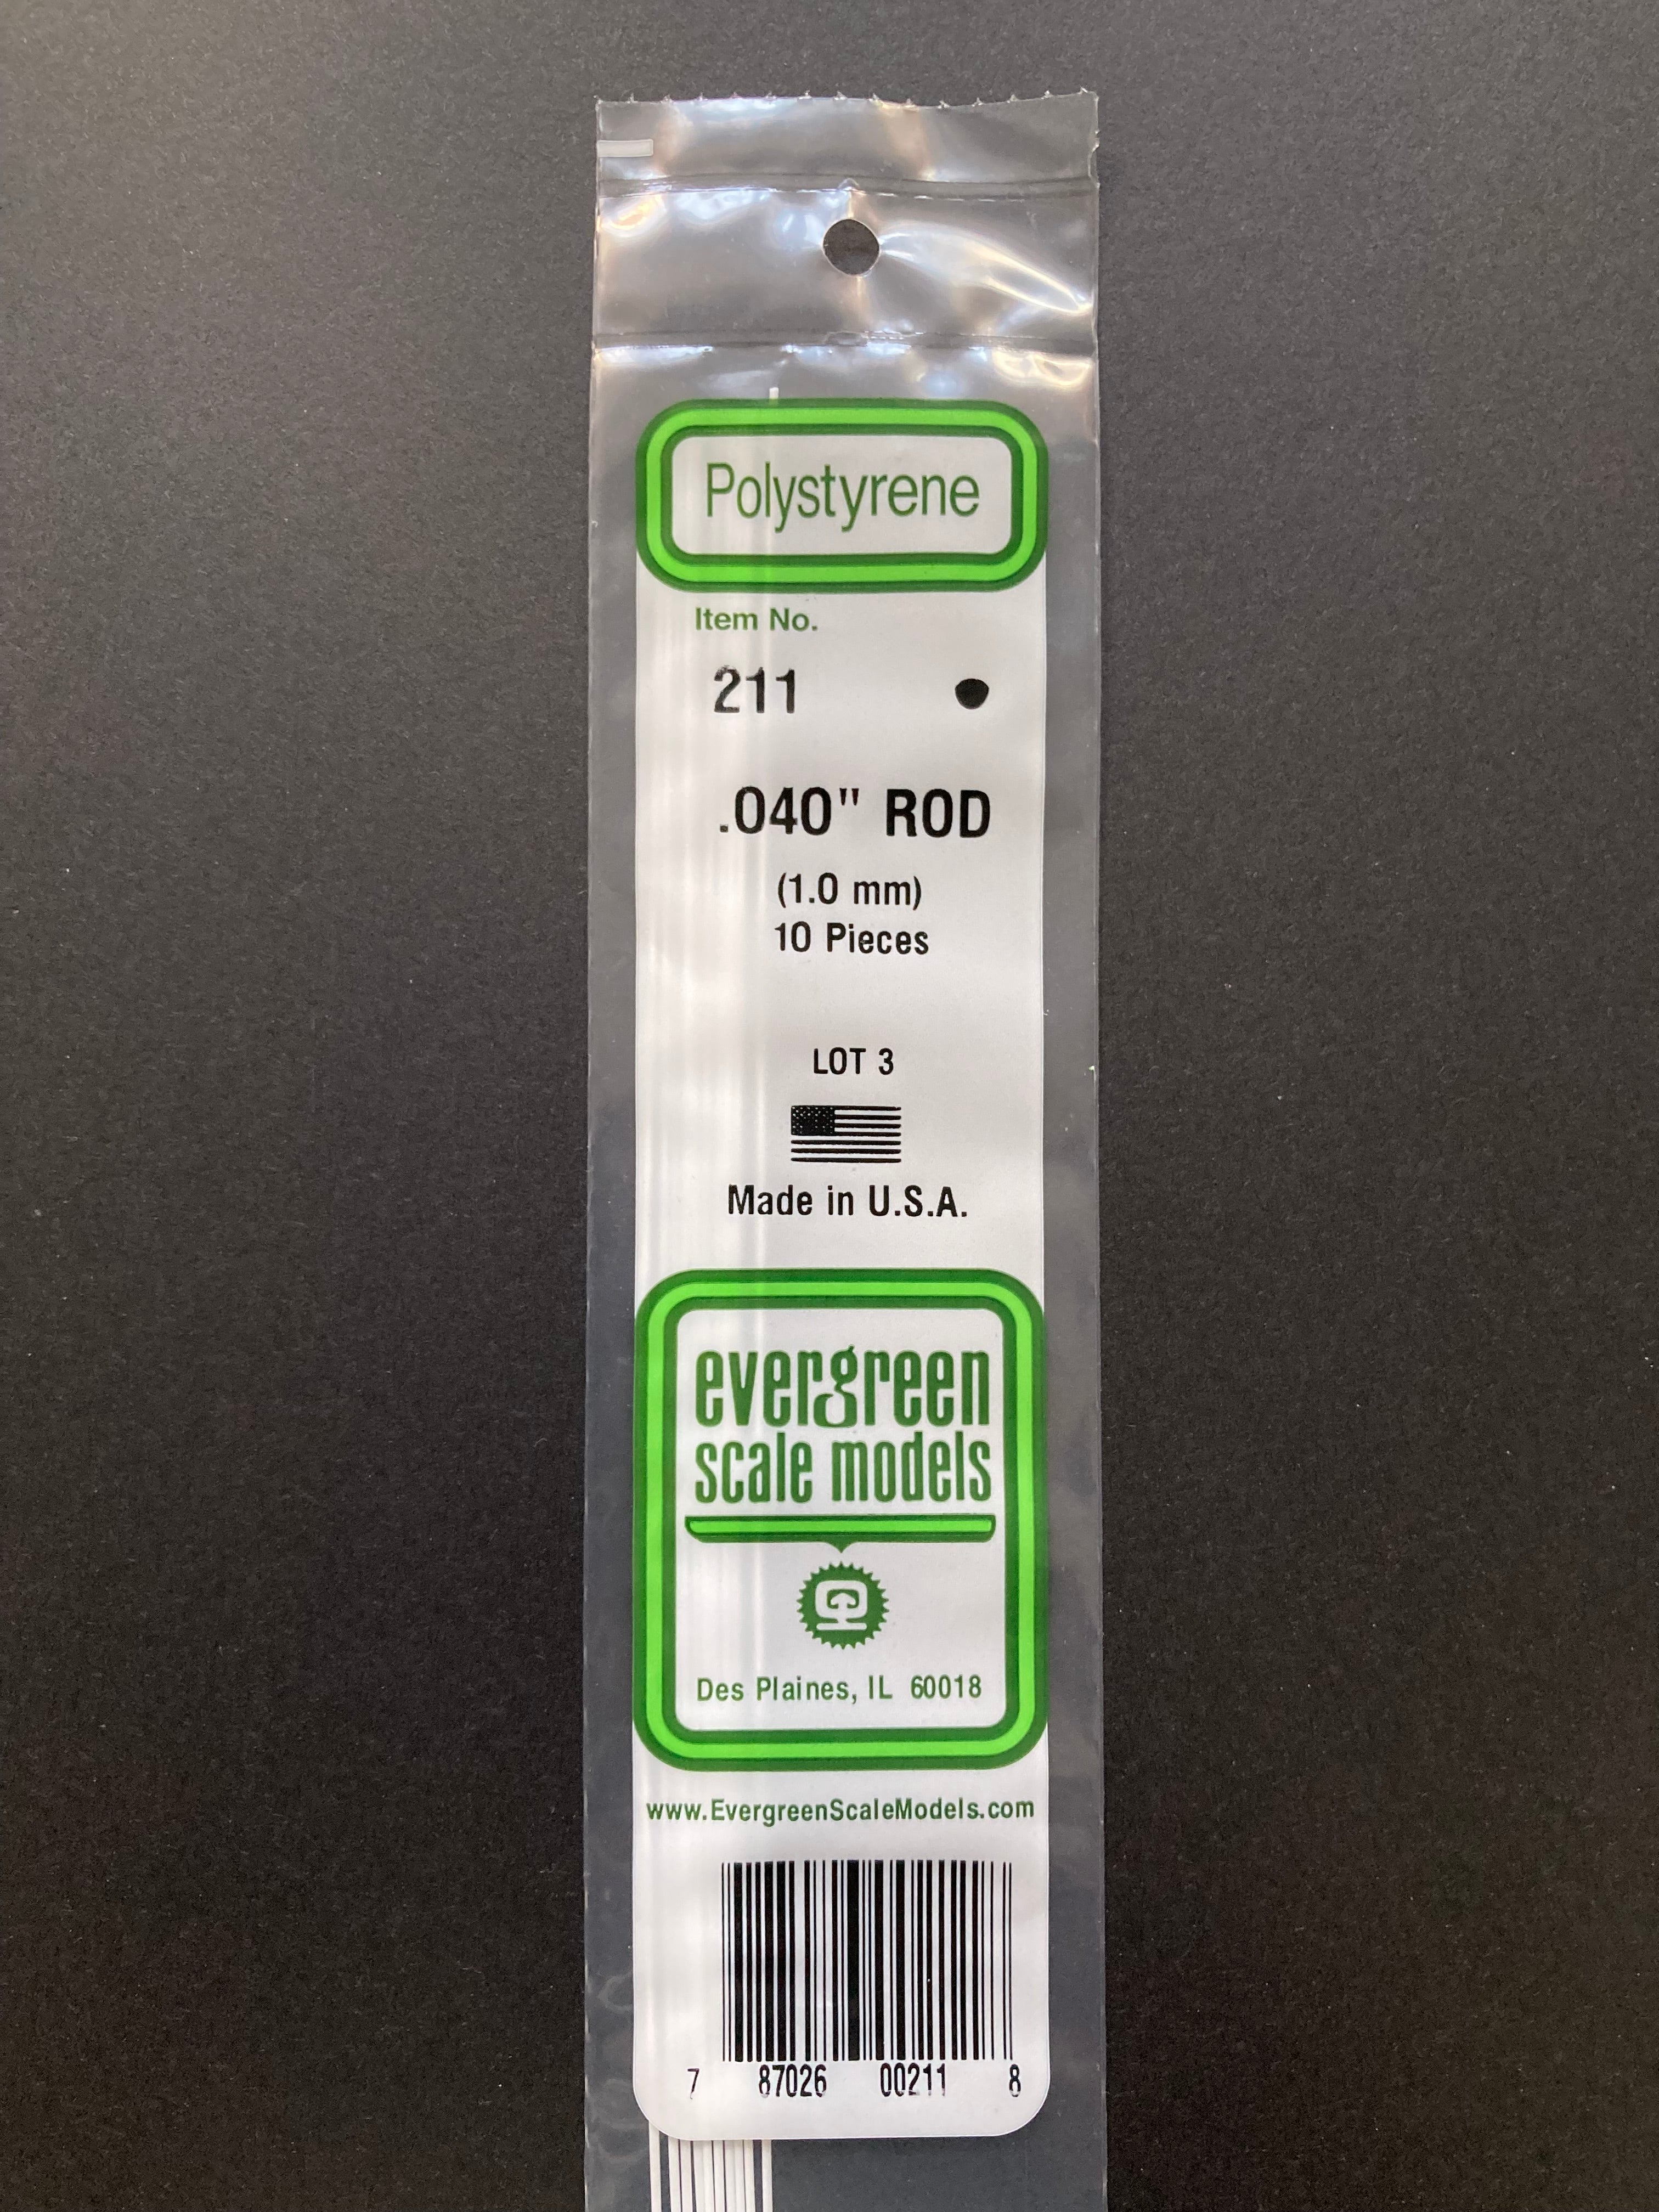 Polystyrene
Item No.
211
.040" ROD
(1.0 mm)
10 Pieces
LOT 3
Made in U.S.A.
evergreen
scale models
Des Plaines, IL 60018
www.EvergreenScaleModels.com
7 87026 00211 8